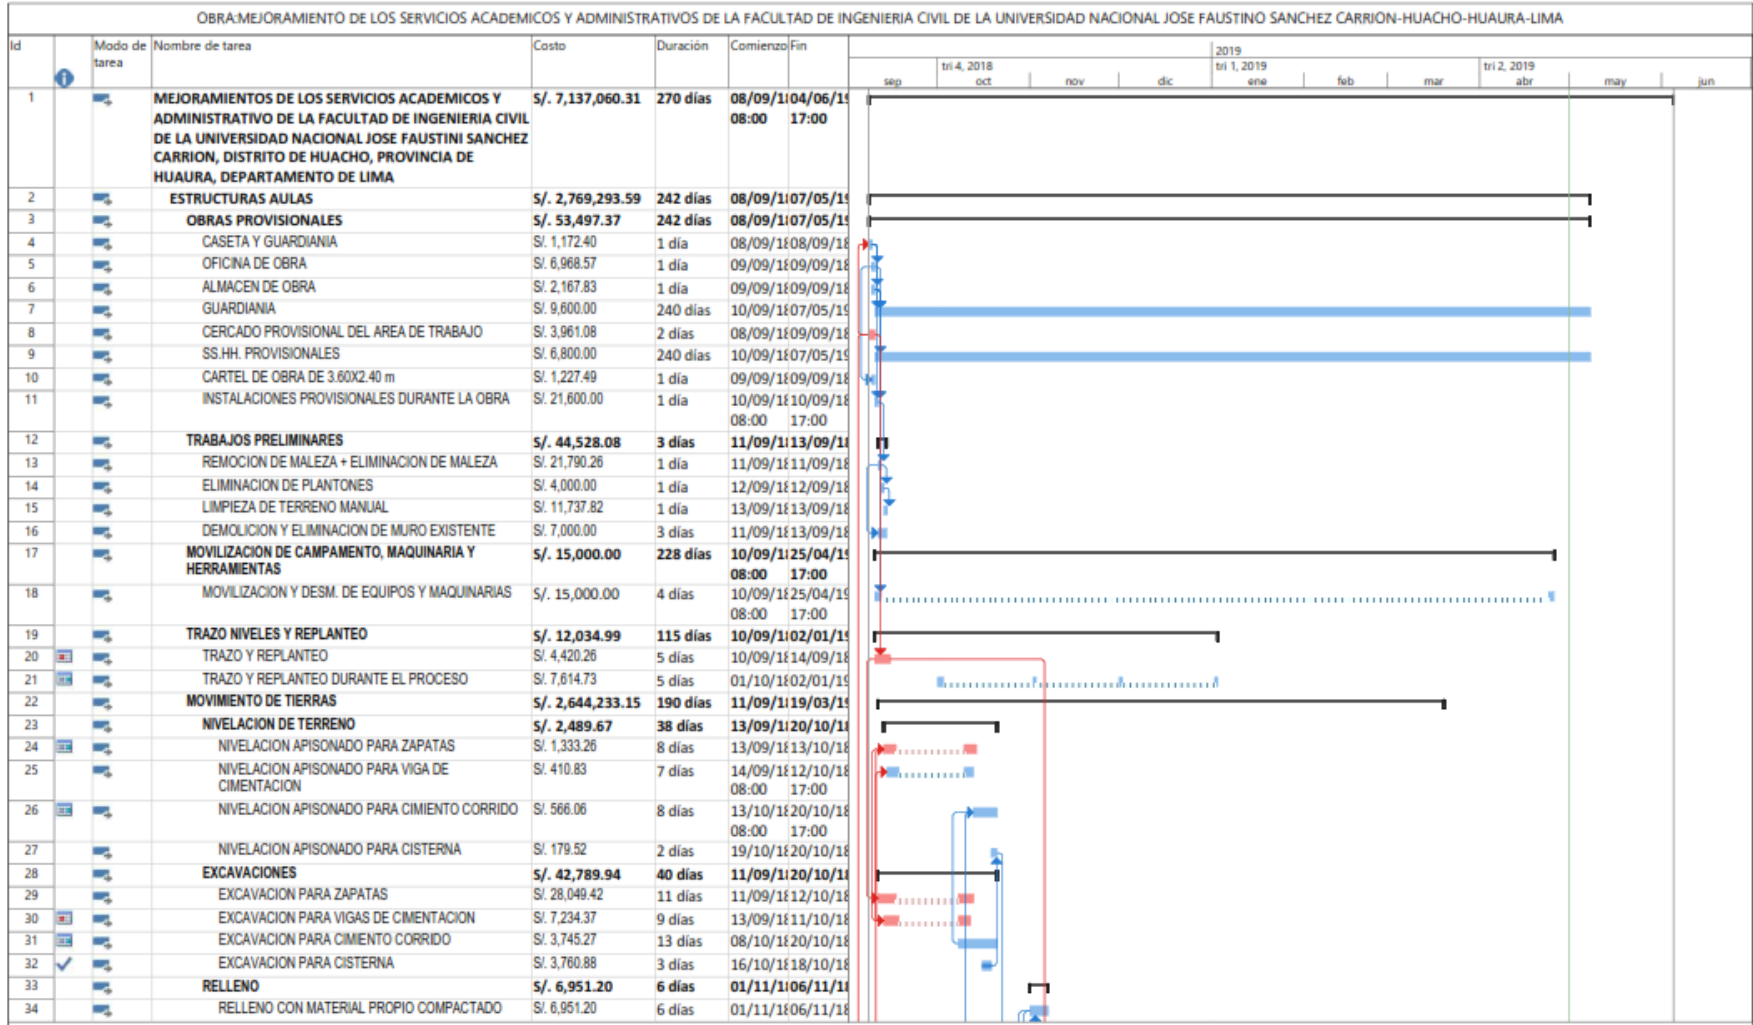 OBRA:MEJORAMIENTO DE LOS SERVICIOS ACADEMICOS Y ADMINISTRATIVOS DE LA FACULTAD DE INGENIERIA CIVIL DE LA UNIVERSIDAD NACIONAL JOSE FAUSTINO SANCHEZ CARRION-HUACHO-HUAURA-LIMA
Id Modo de tarea Nombre de tarea Costo Duración Comienzo Fin
2019
tri 4, 2018 tri 1, 2019 tri 2, 2019
sep oct nov dic ene feb mar abr may jun
1 MEJORAMIENTOS DE LOS SERVICIOS ACADEMICOS Y S/. 7,137,060.31 270 días 08/09/18 04/06/19
ADMINISTRATIVO DE LA FACULTAD DE INGENIERIA CIVIL 08:00 17:00
DE LA UNIVERSIDAD NACIONAL JOSE FAUSTINI SANCHEZ
CARRION, DISTRITO DE HUACHO, PROVINCIA DE
HUAURA, DEPARTAMENTO DE LIMA
2 ESTRUCTURAS AULAS S/. 2,769,293.59 242 días 08/09/18 07/05/19
3 OBRAS PROVISIONALES S/. 53,497.37 242 días 08/09/18 07/05/19
4 CASETA Y GUARDIANIA S/. 1,172.40 1 día 08/09/18 08/09/18
5 OFICINA DE OBRA S/. 6,968.57 1 día 09/09/18 09/09/18
6 ALMACEN DE OBRA S/. 2,167.83 1 día 09/09/18 09/09/18
7 GUARDIANIA S/. 9,600.00 240 días 10/09/18 07/05/19
8 CERCADO PROVISIONAL DEL AREA DE TRABAJO S/. 3,961.08 2 días 08/09/18 09/09/18
9 SS.HH. PROVISIONALES S/. 6,800.00 240 días 10/09/18 07/05/19
10 CARTEL DE OBRA DE 3.60X2.40 m S/. 1,227.49 1 día 09/09/18 09/09/18
11 INSTALACIONES PROVISIONALES DURANTE LA OBRA S/. 21,600.00 1 día 10/09/18 10/09/18
08:00 17:00
12 TRABAJOS PRELIMINARES S/. 44,528.08 3 días 11/09/18 13/09/18
13 REMOCION DE MALEZA + ELIMINACION DE MALEZA S/. 21,790.26 1 día 11/09/18 11/09/18
14 ELIMINACION DE PLANTONES S/. 4,000.00 1 día 12/09/18 12/09/18
15 LIMPIEZA DE TERRENO MANUAL S/. 11,737.82 1 día 13/09/18 13/09/18
16 DEMOLICION Y ELIMINACION DE MURO EXISTENTE S/. 7,000.00 3 días 11/09/18 13/09/18
17 MOVILIZACION DE CAMPAMENTO, MAQUINARIA Y S/. 15,000.00 228 días 10/09/18 25/04/19
HERRAMIENTAS 08:00 17:00
18 MOVILIZACION Y DESM. DE EQUIPOS Y MAQUINARIAS S/. 15,000.00 4 días 10/09/18 25/04/19
08:00 17:00
19 TRAZO NIVELES Y REPLANTEO S/. 12,034.99 115 días 10/09/18 02/01/19
20 TRAZO Y REPLANTEO S/. 4,420.26 5 días 10/09/18 14/09/18
21 TRAZO Y REPLANTEO DURANTE EL PROCESO S/. 7,614.73 5 días 01/10/18 02/01/19
22 MOVIMIENTO DE TIERRAS S/. 2,644,233.15 190 días 11/09/18 19/03/19
23 NIVELACION DE TERRENO S/. 2,489.67 38 días 13/09/18 20/10/18
24 NIVELACION APISONADO PARA ZAPATAS S/. 1,333.26 8 días 13/09/18 13/10/18
25 NIVELACION APISONADO PARA VIGA DE S/. 410.83 7 días 14/09/18 12/10/18
CIMENTACION 08:00 17:00
26 NIVELACION APISONADO PARA CIMIENTO CORRIDO S/. 566.06 8 días 13/10/18 20/10/18
08:00 17:00
27 NIVELACION APISONADO PARA CISTERNA S/. 179.52 2 días 19/10/18 20/10/18
28 EXCAVACIONES S/. 42,789.94 40 días 11/09/18 20/10/18
29 EXCAVACION PARA ZAPATAS S/. 28,049.42 11 días 11/09/18 12/10/18
30 EXCAVACION PARA VIGAS DE CIMENTACION S/. 7,234.37 9 días 13/09/18 11/10/18
31 EXCAVACION PARA CIMIENTO CORRIDO S/. 3,745.27 13 días 08/10/18 20/10/18
32 EXCAVACION PARA CISTERNA S/. 3,760.88 3 días 16/10/18 18/10/18
33 RELLENO S/. 6,951.20 6 días 01/11/18 06/11/18
34 RELLENO CON MATERIAL PROPIO COMPACTADO S/. 6,951.20 6 días 01/11/18 06/11/18